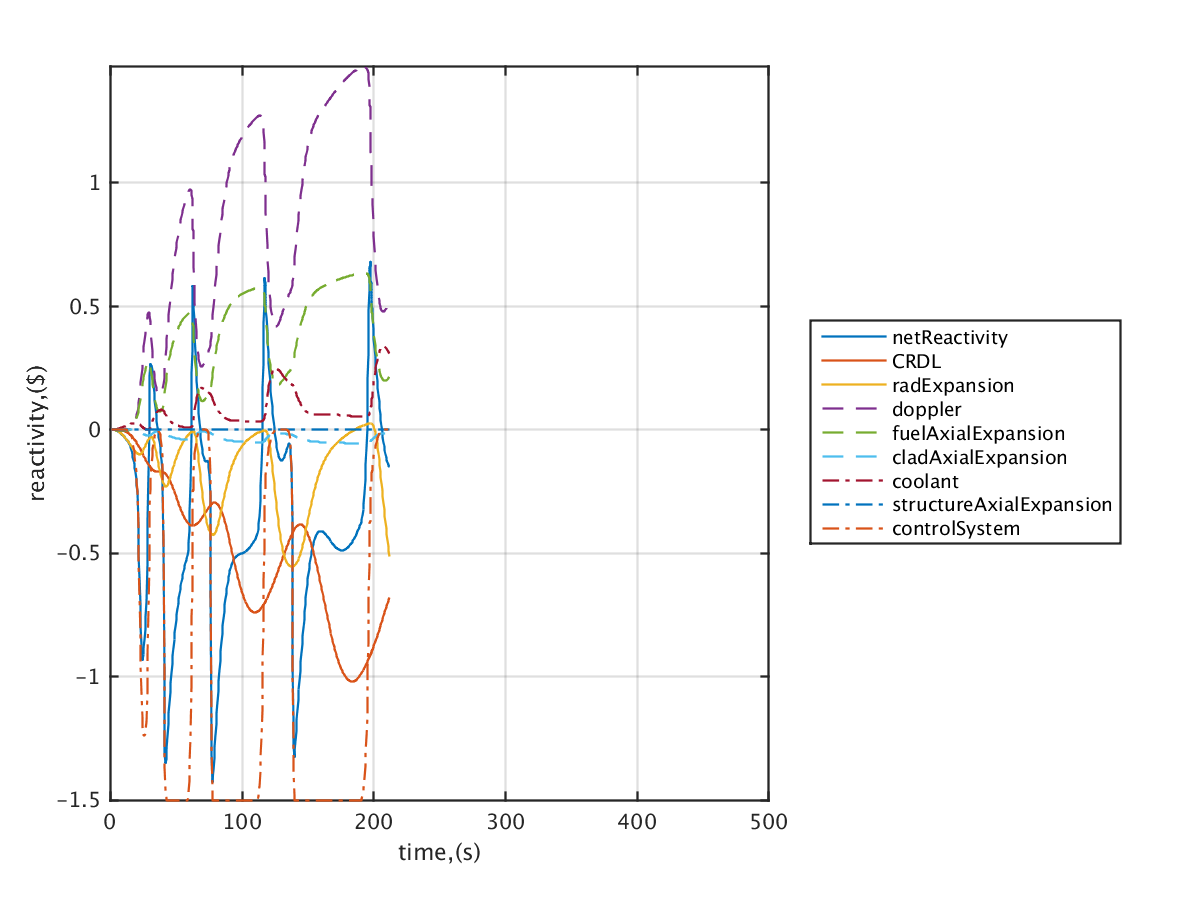 1
0.5
0
-0.5
-1
-1.5
reactivity,($)
0
100
200
300
400
500
time,(s)
netReactivity
CRDL
radExpansion
doppler
fuelAxialExpansion
cladAxialExpansion
coolant
structureAxialExpansion
controlSystem